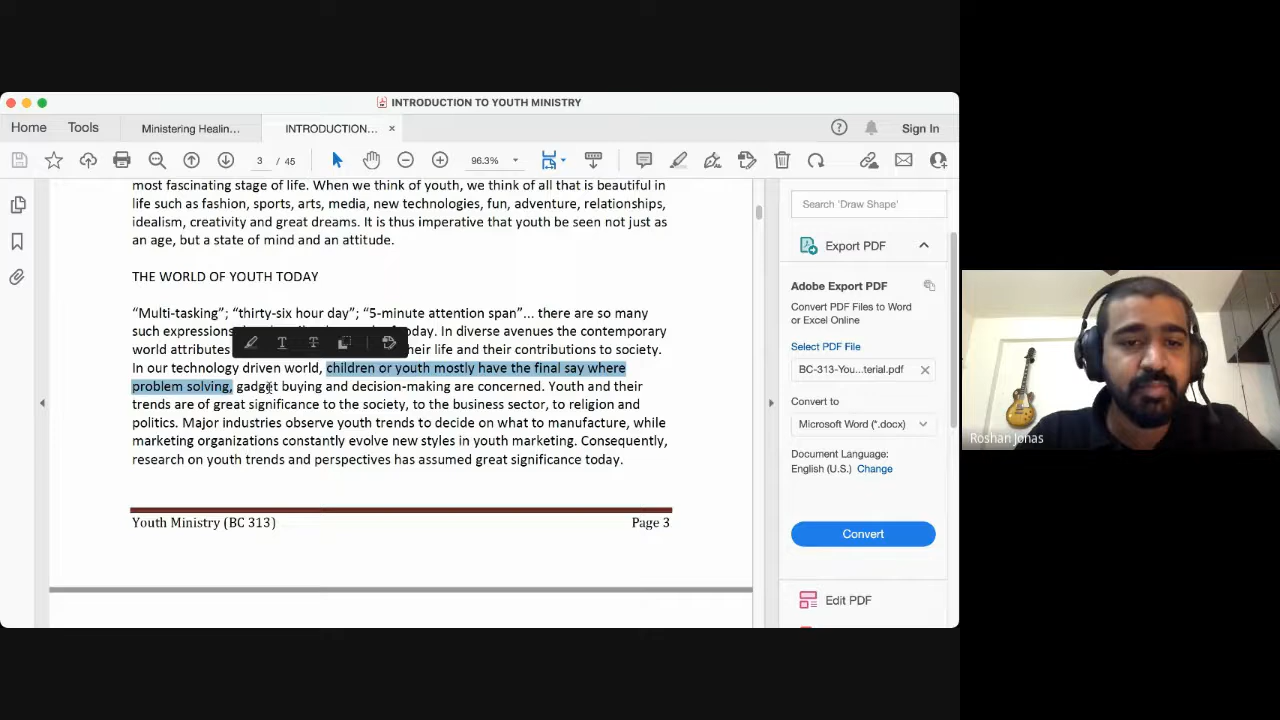 INTRODUCTION TO YOUTH MINISTRY
Home Tools Ministering Healin... INTRODUCTION... × Sign In
3 / 45 96.3%
most fascinating stage of life. When we think of youth, we think of all that is beautiful in
life such as fashion, sports, arts, media, new technologies, fun, adventure, relationships,
idealism, creativity and great dreams. It is thus imperative that youth be seen not just as
an age, but a state of mind and an attitude.
THE WORLD OF YOUTH TODAY
“Multi-tasking”; “thirty-six hour day”; “5-minute attention span”... there are so many
such expressions today. In diverse avenues the contemporary
world attributes their life and their contributions to society.
In our technology driven world, children or youth mostly have the final say where
problem solving, gadget buying and decision-making are concerned. Youth and their
trends are of great significance to the society, to the business sector, to religion and
politics. Major industries observe youth trends to decide on what to manufacture, while
marketing organizations constantly evolve new styles in youth marketing. Consequently,
research on youth trends and perspectives has assumed great significance today.
Youth Ministry (BC 313) Page 3
Search 'Draw Shape'
Export PDF
Adobe Export PDF
Convert PDF Files to Word
or Excel Online
Select PDF File
BC-313-You...terial.pdf
Convert to
Microsoft Word (*.docx)
Document Language:
English (U.S.) Change
Convert
Edit PDF
Roshan Jonas